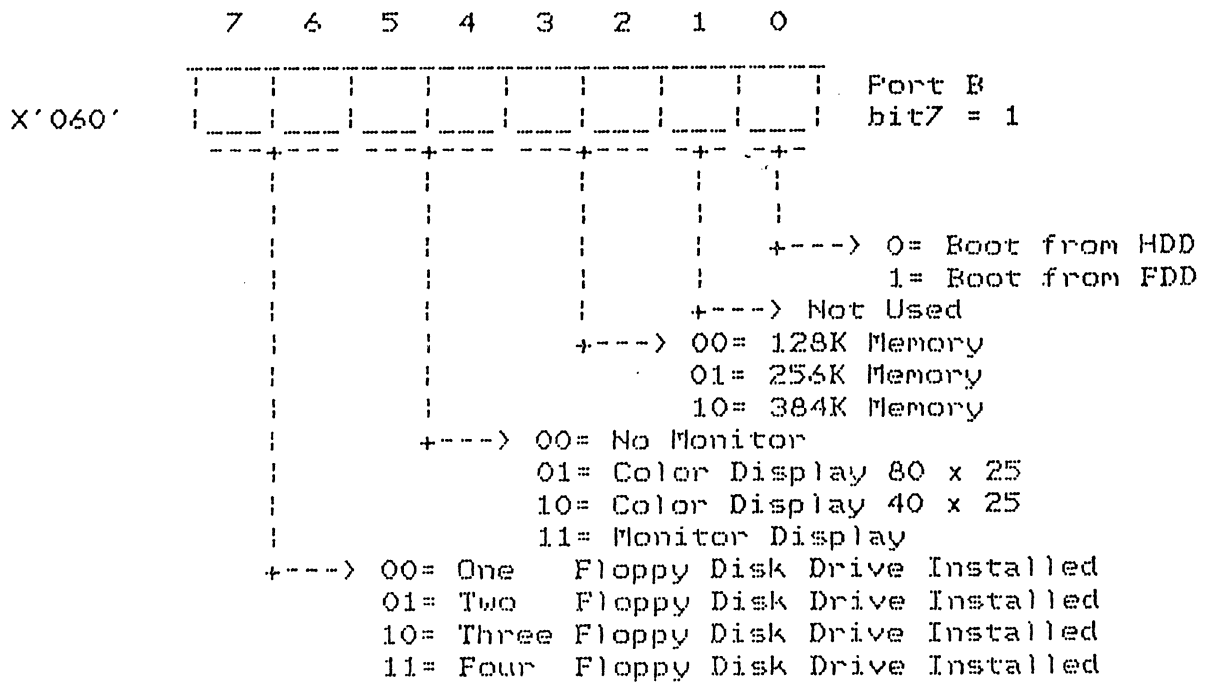 7 6 5 4 3 2 1 0
Port B
X'060' bit7 = 1
0= Boot from HDD
1= Boot from FDD
Not Used
00= 128K Memory
01= 256K Memory
10= 384K Memory
00= No Monitor
01= Color Display 80 x 25
10= Color Display 40 x 25
11= Monitor Display
00= One Floppy Disk Drive Installed
01= Two Floppy Disk Drive Installed
10= Three Floppy Disk Drive Installed
11= Four Floppy Disk Drive Installed